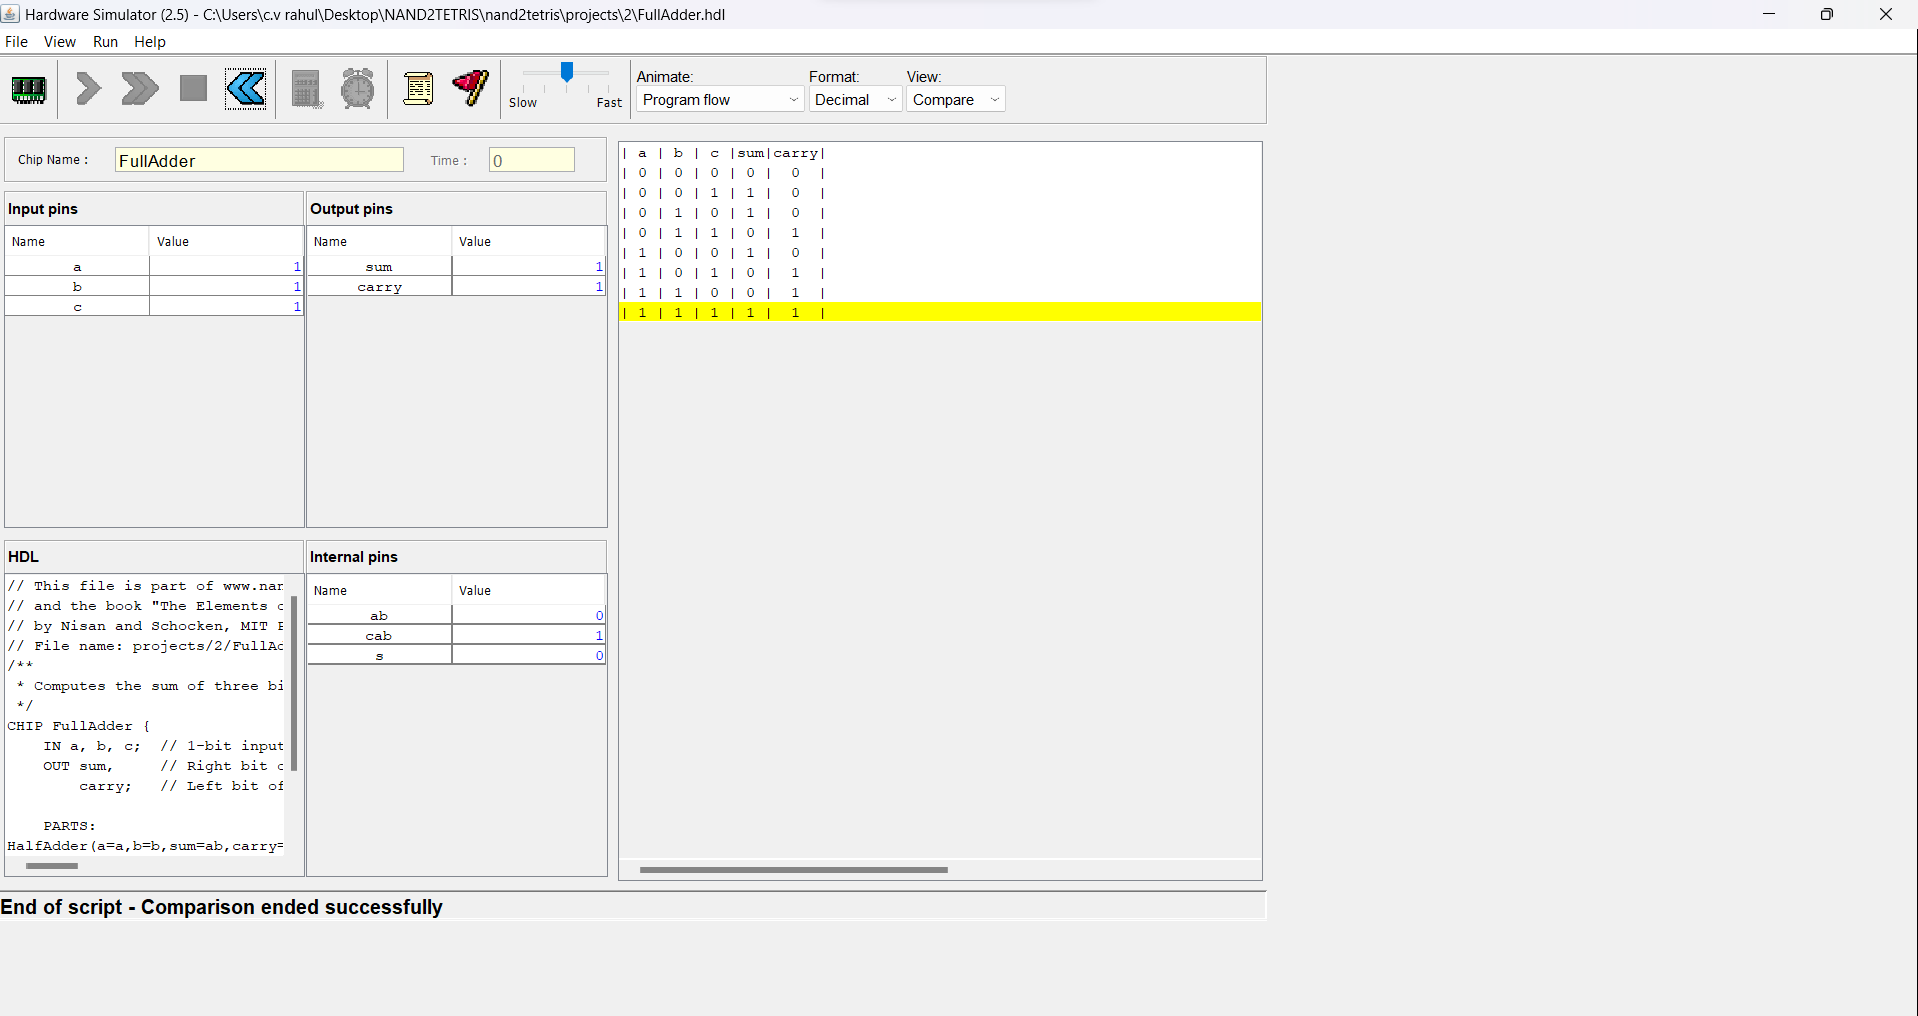 Hardware Simulator (2.5) - C:\Users\c.v rahul\Desktop\NAND2TETRIS\nand2tetris\projects\2\FullAdder.hdl
File View Run Help
Slow Fast
Animate: Format: View:
Program flow Decimal Compare
Chip Name : FullAdder Time : 0
Input pins
Name Value
a 1
b 1
c 1
Output pins
Name Value
sum 1
carry 1
HDL
// This file is part of www.nan
// and the book "The Elements o
// by Nisan and Schocken, MIT P
// File name: projects/2/FullAd
/**
* Computes the sum of three bi
*/
CHIP FullAdder {
IN a, b, c; // 1-bit input
OUT sum, // Right bit o
carry; // Left bit of
PARTS:
HalfAdder(a=a,b=b,sum=ab,carry=
Internal pins
Name Value
ab 0
cab 1
s 0
| a | b | c |sum|carry|
| 0 | 0 | 0 | 0 | 0 |
| 0 | 0 | 1 | 1 | 0 |
| 0 | 1 | 0 | 1 | 0 |
| 0 | 1 | 1 | 0 | 1 |
| 1 | 0 | 0 | 1 | 0 |
| 1 | 0 | 1 | 0 | 1 |
| 1 | 1 | 0 | 0 | 1 |
| 1 | 1 | 1 | 1 | 1 |
End of script - Comparison ended successfully